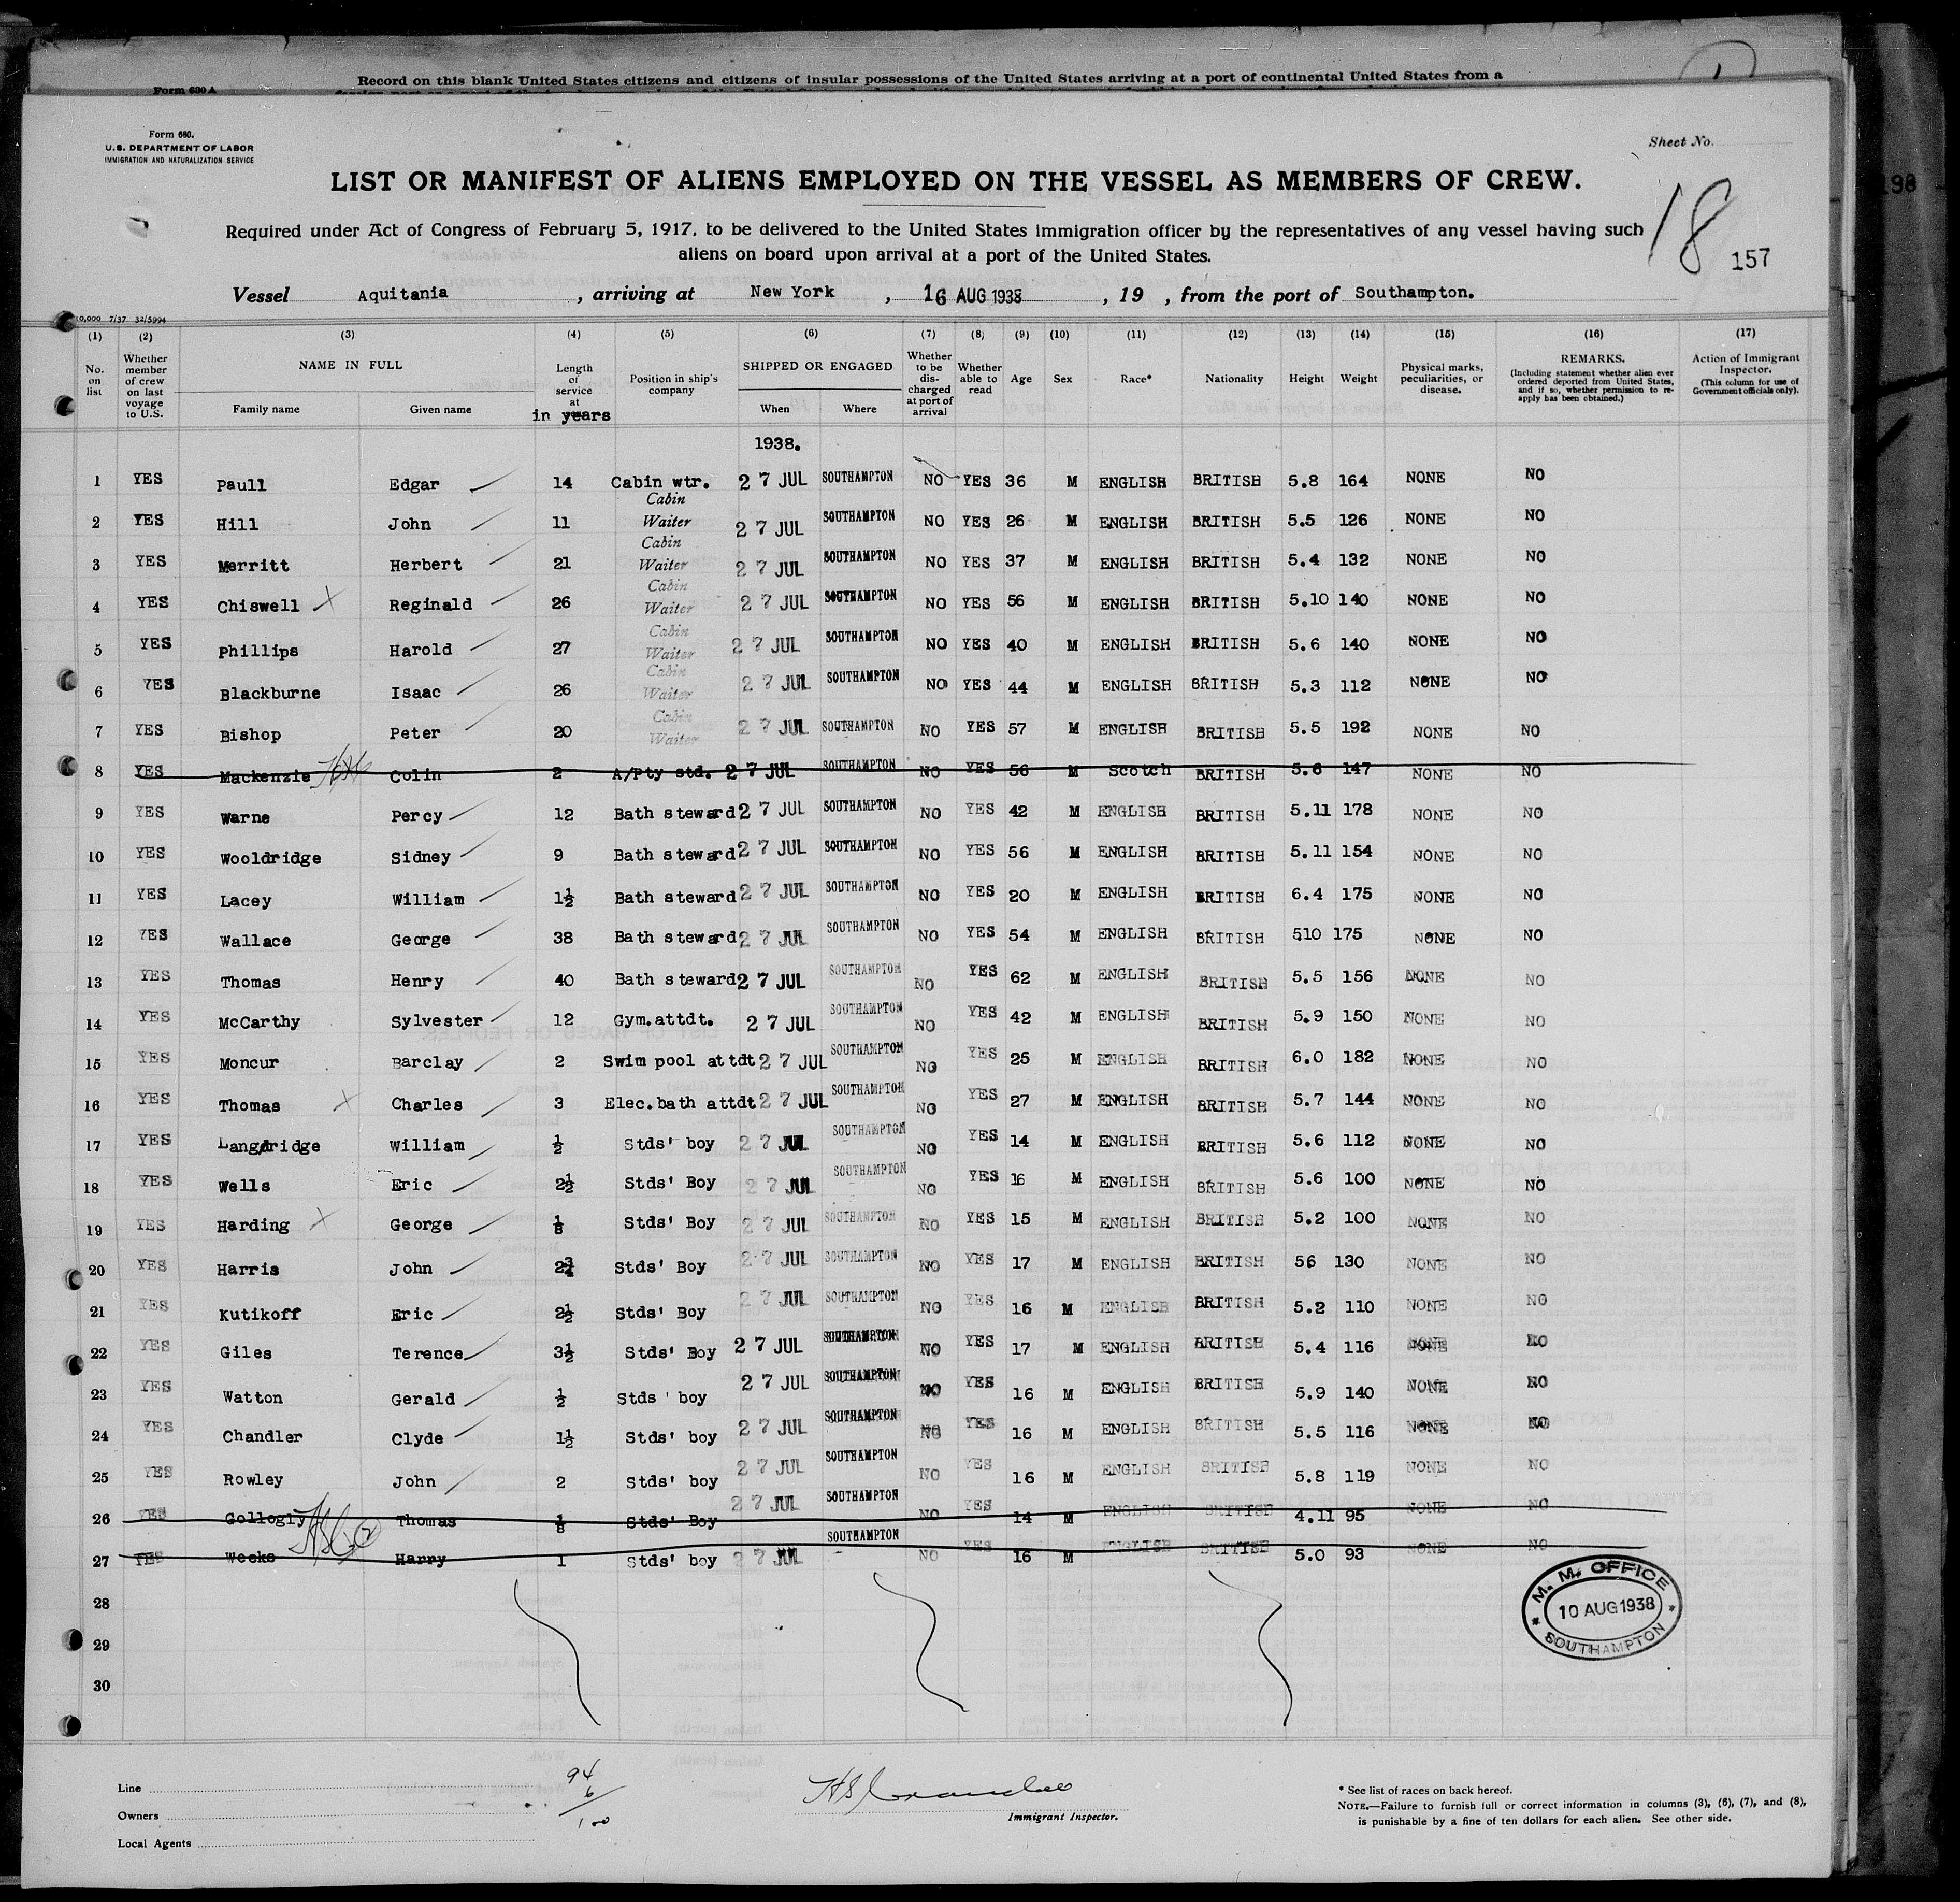 Record on this blank United States citizens and citizens of insular possessions of the United States arriving at a port of continental United States from a
Form 630 A
Form 680.
U.S. DEPARTMENT OF LABOR
IMMIGRATION AND NATURALIZATION SERVICE
Sheet No.
LIST OR MANIFEST OF ALIENS EMPLOYED ON THE VESSEL AS MEMBERS OF CREW.
198
18
Required under Act of Congress of February 5, 1917, to be delivered to the United States immigration officer by the representatives of any vessel having such
aliens on board upon arrival at a port of the United States.
157
Vessel Aquitania , arriving at New York , 16 AUG 1938 , 19 , from the port of Southampton.
0,000 7/37 32/5994
(1) (2) (3) (4) (5) (6) (7) (8) (9) (10) (11) (12) (13) (14) (15) (16) (17)
No. on list
Whether member of crew on last voyage to U.S.
NAME IN FULL
Family name
Given name
Length of service at
in years
Position in ship's company
SHIPPED OR ENGAGED
When
Where
Whether to be discharged at port of arrival
Whether able to read
Age
Sex
Race*
Nationality
Height
Weight
Physical marks, peculiarities, or disease.
REMARKS.
(Including statement whether alien ever ordered deported from United States, and if so, whether permission to reapply has been obtained.)
Action of Immigrant Inspector.
(This column for use of Government officials only).
1938.
1 YES Paull Edgar 14 Cabin wtr. 27 JUL SOUTHAMPTON NO YES 36 M ENGLISH BRITISH 5.8 164 NONE NO
2 YES Hill John 11 Cabin Waiter 27 JUL SOUTHAMPTON NO YES 26 M ENGLISH BRITISH 5.5 126 NONE NO
3 YES Merritt Herbert 21 Cabin Waiter 27 JUL SOUTHAMPTON NO YES 37 M ENGLISH BRITISH 5.4 132 NONE NO
4 YES Chiswell Reginald 26 Cabin Waiter 27 JUL SOUTHAMPTON NO YES 56 M ENGLISH BRITISH 5.10 140 NONE NO
5 YES Phillips Harold 27 Cabin Waiter 27 JUL SOUTHAMPTON NO YES 40 M ENGLISH BRITISH 5.6 140 NONE NO
6 YES Blackburne Isaac 26 Cabin Waiter 27 JUL SOUTHAMPTON NO YES 44 M ENGLISH BRITISH 5.3 112 NONE NO
7 YES Bishop Peter 20 Cabin Waiter 27 JUL SOUTHAMPTON NO YES 57 M ENGLISH BRITISH 5.5 192 NONE NO
8 YES Mackenzie Colin 2 A/Pty std. 27 JUL SOUTHAMPTON NO YES 56 M Scotch BRITISH 5.6 147 NONE NO
9 YES Warne Percy 12 Bath steward 27 JUL SOUTHAMPTON NO YES 42 M ENGLISH BRITISH 5.11 178 NONE NO
10 YES Wooldridge Sidney 9 Bath steward 27 JUL SOUTHAMPTON NO YES 56 M ENGLISH BRITISH 5.11 154 NONE NO
11 YES Lacey William 1½ Bath steward 27 JUL SOUTHAMPTON NO YES 20 M ENGLISH BRITISH 6.4 175 NONE NO
12 YES Wallace George 38 Bath steward 27 JUL SOUTHAMPTON NO YES 54 M ENGLISH BRITISH 510 175 NONE NO
13 YES Thomas Henry 40 Bath steward 27 JUL SOUTHAMPTON NO YES 62 M ENGLISH BRITISH 5.5 156 NONE NO
14 YES McCarthy Sylvester 12 Gym.attdt. 27 JUL SOUTHAMPTON NO YES 42 M ENGLISH BRITISH 5.9 150 NONE NO
15 YES Moncur Barclay 2 Swim pool attdt 27 JUL SOUTHAMPTON NO YES 25 M ENGLISH BRITISH 6.0 182 NONE NO
16 YES Thomas Charles 3 Elec.bath attdt 27 JUL SOUTHAMPTON NO YES 27 M ENGLISH BRITISH 5.7 144 NONE NO
17 YES Langdridge William ½ Stds' boy 27 JUL SOUTHAMPTON NO YES 14 M ENGLISH BRITISH 5.6 112 NONE NO
18 YES Wells Eric 2½ Stds' Boy 27 JUL SOUTHAMPTON NO YES 16 M ENGLISH BRITISH 5.6 100 NONE NO
19 YES Harding George ⅛ Stds' Boy 27 JUL SOUTHAMPTON NO YES 15 M ENGLISH BRITISH 5.2 100 NONE NO
20 YES Harris John 2¾ Stds' Boy 27 JUL SOUTHAMPTON NO YES 17 M ENGLISH BRITISH 56 130 NONE NO
21 YES Kutikoff Eric 2½ Stds' Boy 27 JUL SOUTHAMPTON NO YES 16 M ENGLISH BRITISH 5.2 110 NONE NO
22 YES Giles Terence 3½ Stds' Boy 27 JUL SOUTHAMPTON NO YES 17 M ENGLISH BRITISH 5.4 116 NONE NO
23 YES Watton Gerald ½ Stds' boy 27 JUL SOUTHAMPTON NO YES 16 M ENGLISH BRITISH 5.9 140 NONE NO
24 YES Chandler Clyde 1½ Stds' boy 27 JUL SOUTHAMPTON NO YES 16 M ENGLISH BRITISH 5.5 116 NONE NO
25 YES Rowley John 2 Stds' boy 27 JUL SOUTHAMPTON NO YES 16 M ENGLISH BRITISH 5.8 119 NONE NO
26 YES Gollogly Thomas ⅛ Stds' Boy 27 JUL SOUTHAMPTON NO YES 14 M ENGLISH BRITISH 4.11 95 NONE NO
27 YES Weeks Harry 1 Stds' boy 27 JUL SOUTHAMPTON NO YES 16 M ENGLISH BRITISH 5.0 93 NONE NO
28
29
30
M. M. OFFICE
10 AUG 1938
SOUTHAMPTON
Line
Owners
Local Agents
94
6
100
Immigrant Inspector.
* See list of races on back hereof.
NOTE.—Failure to furnish full or correct information in columns (3), (6), (7), and (8),
is punishable by a fine of ten dollars for each alien. See other side.